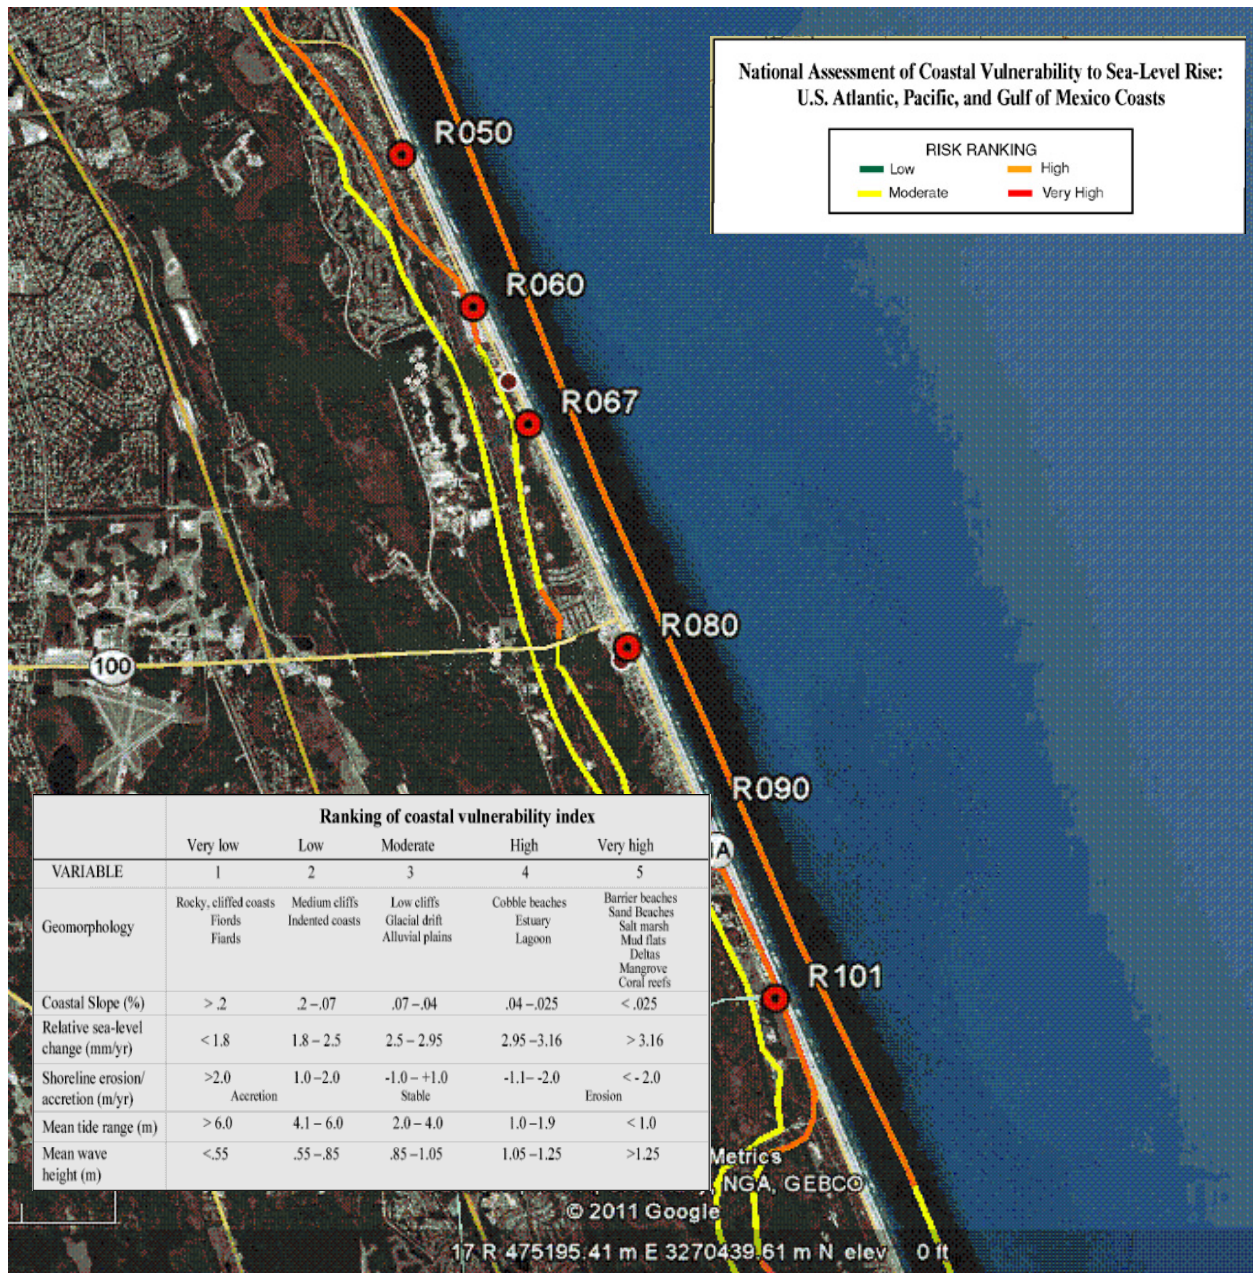 National Assessment of Coastal Vulnerability to Sea-Level Rise:
U.S. Atlantic, Pacific, and Gulf of Mexico Coasts
RISK RANKING
Low High
Moderate Very High
R050
R060
R067
R080
100
R090
R101
Ranking of coastal vulnerability index
Very low Low Moderate High Very high
VARIABLE 1 2 3 4 5
Geomorphology
Rocky, cliffed coasts
Fiords
Fiards
Medium cliffs
Indented coasts
Low cliffs
Glacial drift
Alluvial plains
Cobble beaches
Estuary
Lagoon
Barrier beaches
Sand Beaches
Salt marsh
Mud flats
Deltas
Mangrove
Coral reefs
Coastal Slope (%) > .2 .2 –.07 .07 –.04 .04 –.025 < .025
Relative sea-level
change (mm/yr) < 1.8 1.8 – 2.5 2.5 – 2.95 2.95 –3.16 > 3.16
Shoreline erosion/
accretion (m/yr)
>2.0 1.0 –2.0 -1.0 – +1.0 -1.1– -2.0 < - 2.0
Accretion Stable Erosion
Mean tide range (m) > 6.0 4.1 – 6.0 2.0 – 4.0 1.0 –1.9 < 1.0
Mean wave
height (m)
<.55 .55 –.85 .85 –1.05 1.05 –1.25 >1.25
Metrics
NGA, GEBCO
© 2011 Google
17 R 475195.41 m E 3270439.61 m N elev 0 ft